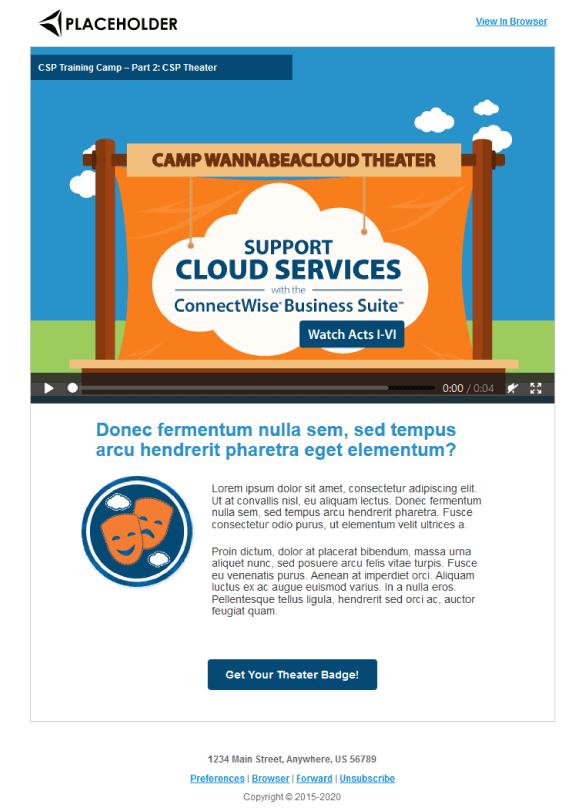 PLACEHOLDER
View In Browser
CSP Training Camp – Part 2: CSP Theater
CAMP WANNABEACLOUD THEATER
SUPPORT
CLOUD SERVICES
with the
ConnectWise® Business Suite™
Watch Acts I-VI
0:00 / 0:04
Donec fermentum nulla sem, sed tempus
arcu hendrerit pharetra eget elementum?
Lorem ipsum dolor sit amet, consectetur adipiscing elit.
Ut at convallis nisl, eu aliquam lectus. Donec fermentum
nulla sem, sed tempus arcu hendrerit pharetra. Fusce
consectetur odio purus, ut elementum velit ultrices a.
Proin dictum, dolor at placerat bibendum, massa urna
aliquet nunc, sed posuere arcu felis vitae turpis. Fusce
eu venenatis purus. Aenean at imperdiet orci. Aliquam
luctus ex ac augue euismod varius. In a nulla eros.
Pellentesque tellus ligula, hendrerit sed orci ac, auctor
feugiat quam.
Get Your Theater Badge!
1234 Main Street, Anywhere, US 56789
Preferences | Browser | Forward | Unsubscribe
Copyright © 2015-2020